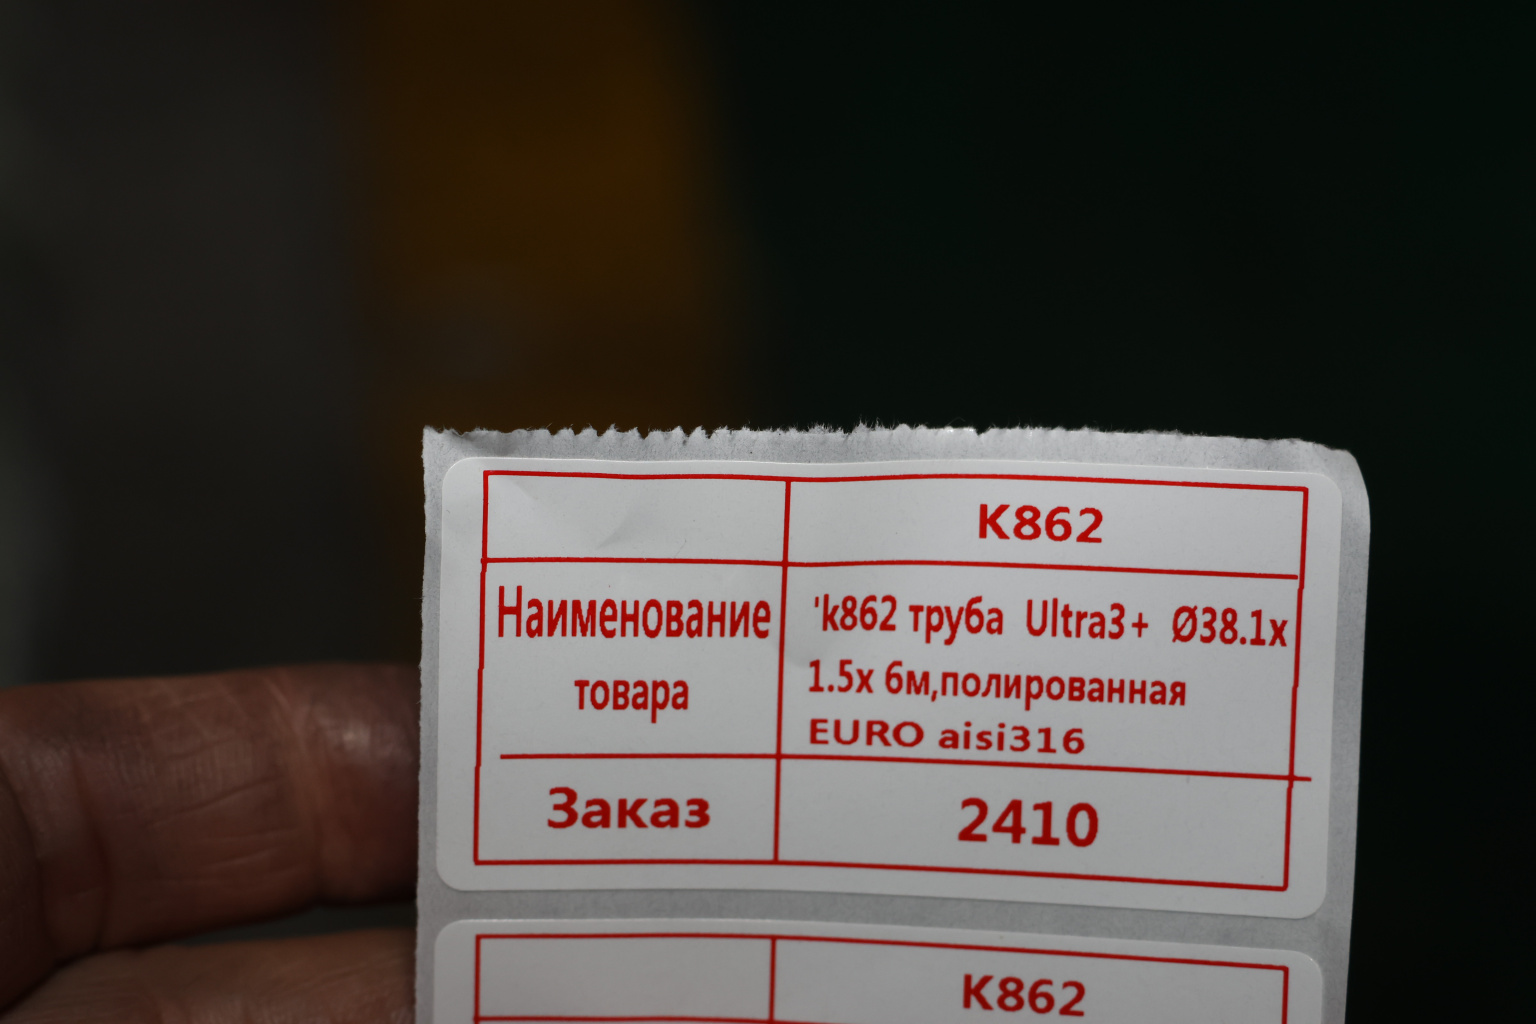 K862
Наименование
товара
'k862 труба Ultra3+ Ø38.1x
1.5x 6м,полированная
EURO aisi316
Заказ
2410
K862